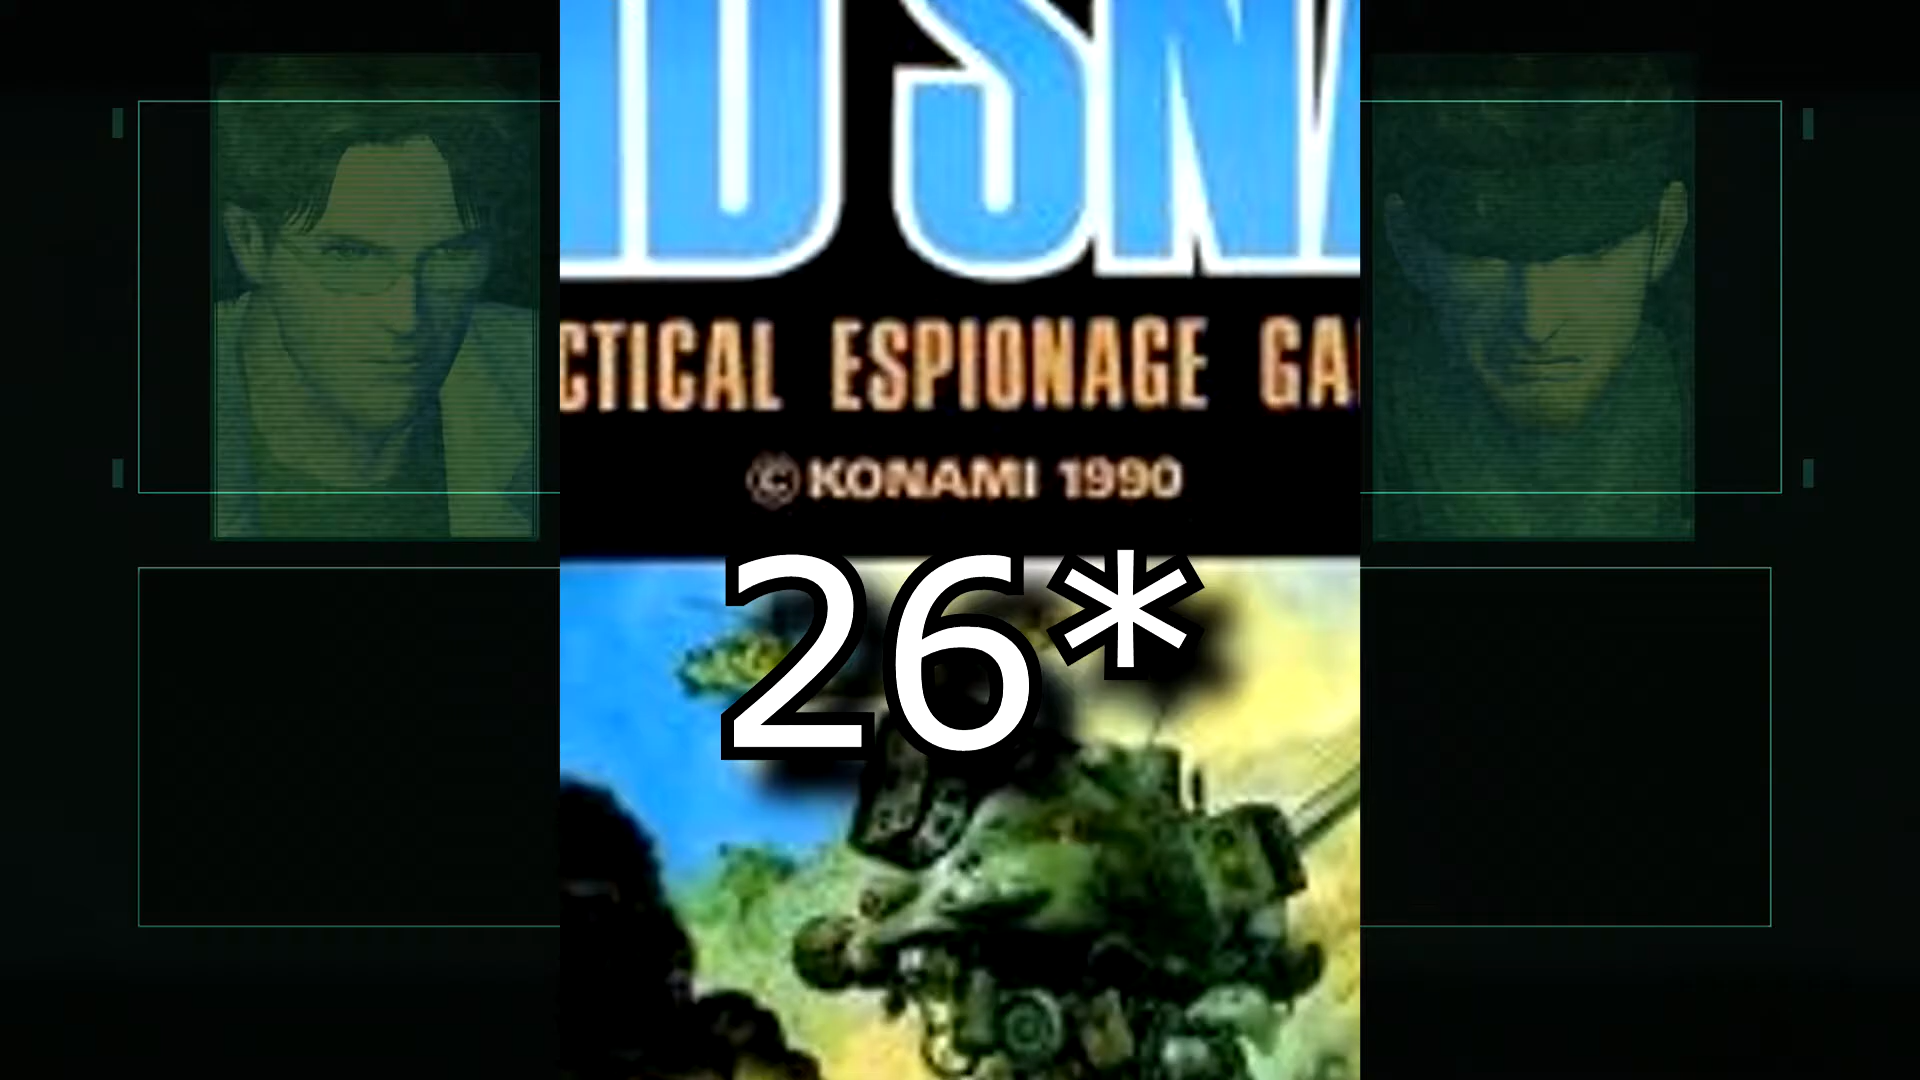 D SN
CTICAL ESPIONAGE GA
© KONAMI 1990
26*